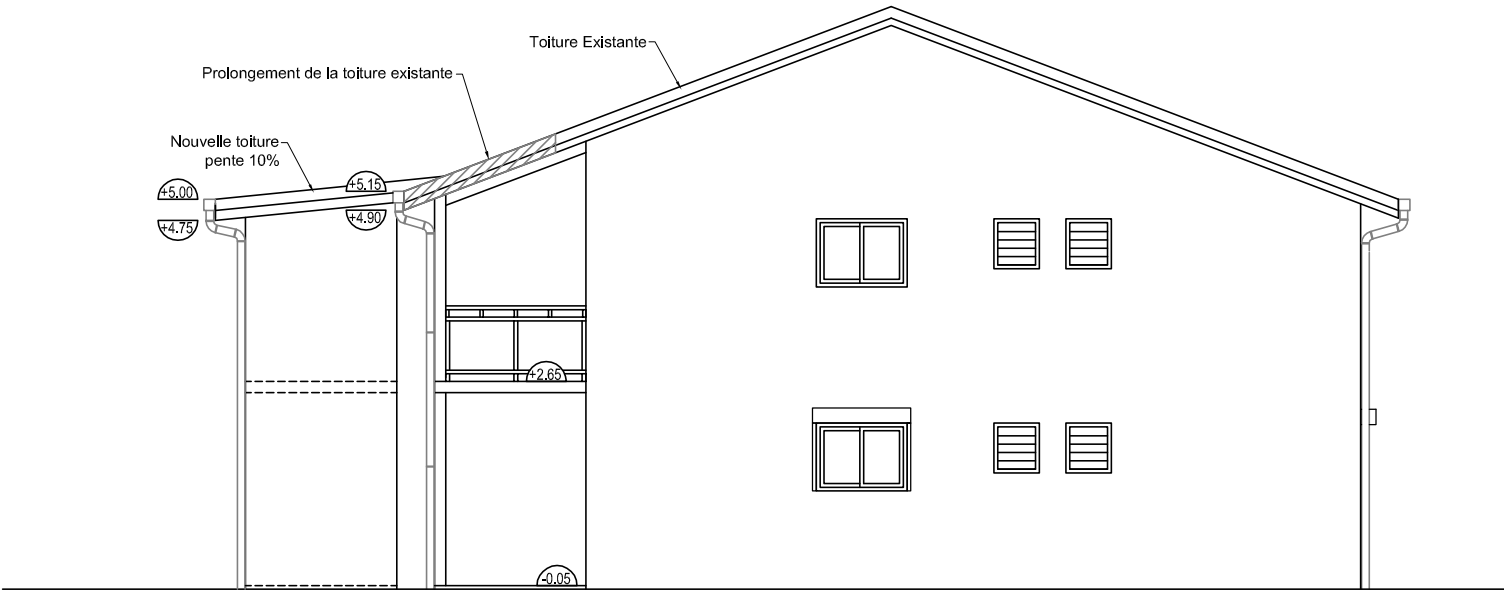 Toiture Existante
Prolongement de la toiture existante
Nouvelle toiture
pente 10%
+5.00
+5.15
+4.75
+4.90
+2.65
-0.05